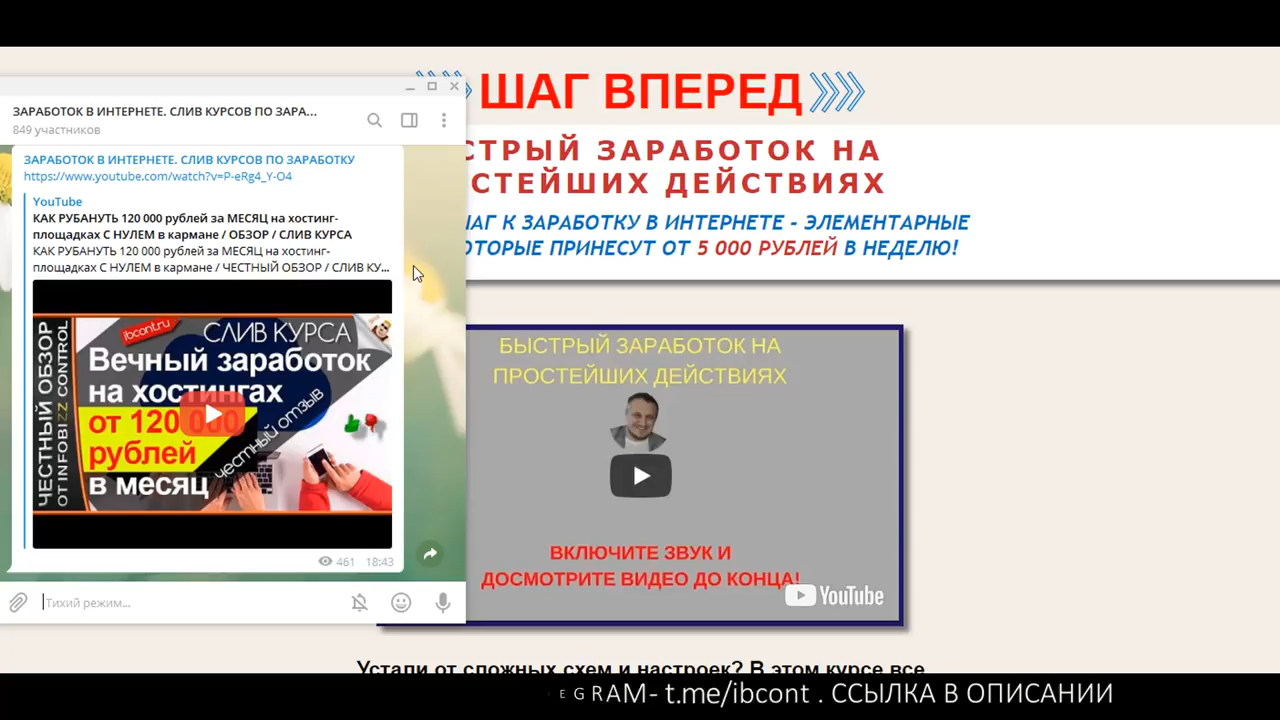 ШАГ ВПЕРЕД
ЗАРАБОТОК В ИНТЕРНЕТЕ. СЛИВ КУРСОВ ПО ЗАРА...
849 участников
ЗАРАБОТОК В ИНТЕРНЕТЕ. СЛИВ КУРСОВ ПО ЗАРАБОТКУ
https://www.youtube.com/watch?v=P-eRg4_Y-O4
YouTube
КАК РУБАНУТЬ 120 000 рублей за МЕСЯЦ на хостинг-
площадках С НУЛЕМ в кармане / ОБЗОР / СЛИВ КУРСА
КАК РУБАНУТЬ 120 000 рублей за МЕСЯЦ на хостинг-
площадках С НУЛЕМ в кармане / ЧЕСТНЫЙ ОБЗОР / СЛИВ КУ...
ЧЕСТНЫЙ ОБЗОР
ОТ INFOBIZZ CONTROL
ibcont.ru
СЛИВ КУРСА
Вечный заработок
на хостингах
от 120 000
рублей
в месяц
честный отзыв
461 18:43
Тихий режим...
СТРЫЙ ЗАРАБОТОК НА
СТЕЙШИХ ДЕЙСТВИЯХ
АГ К ЗАРАБОТКУ В ИНТЕРНЕТЕ - ЭЛЕМЕНТАРНЫЕ
ОТОРЫЕ ПРИНЕСУТ ОТ 5 000 РУБЛЕЙ В НЕДЕЛЮ!
БЫСТРЫЙ ЗАРАБОТОК НА
ПРОСТЕЙШИХ ДЕЙСТВИЯХ
ВКЛЮЧИТЕ ЗВУК И
ДОСМОТРИТЕ ВИДЕО ДО КОНЦА!
YouTube
Устали от сложных схем и настроек? В этом курсе все
EGRAM- t.me/ibcont . ССЫЛКА В ОПИСАНИИ